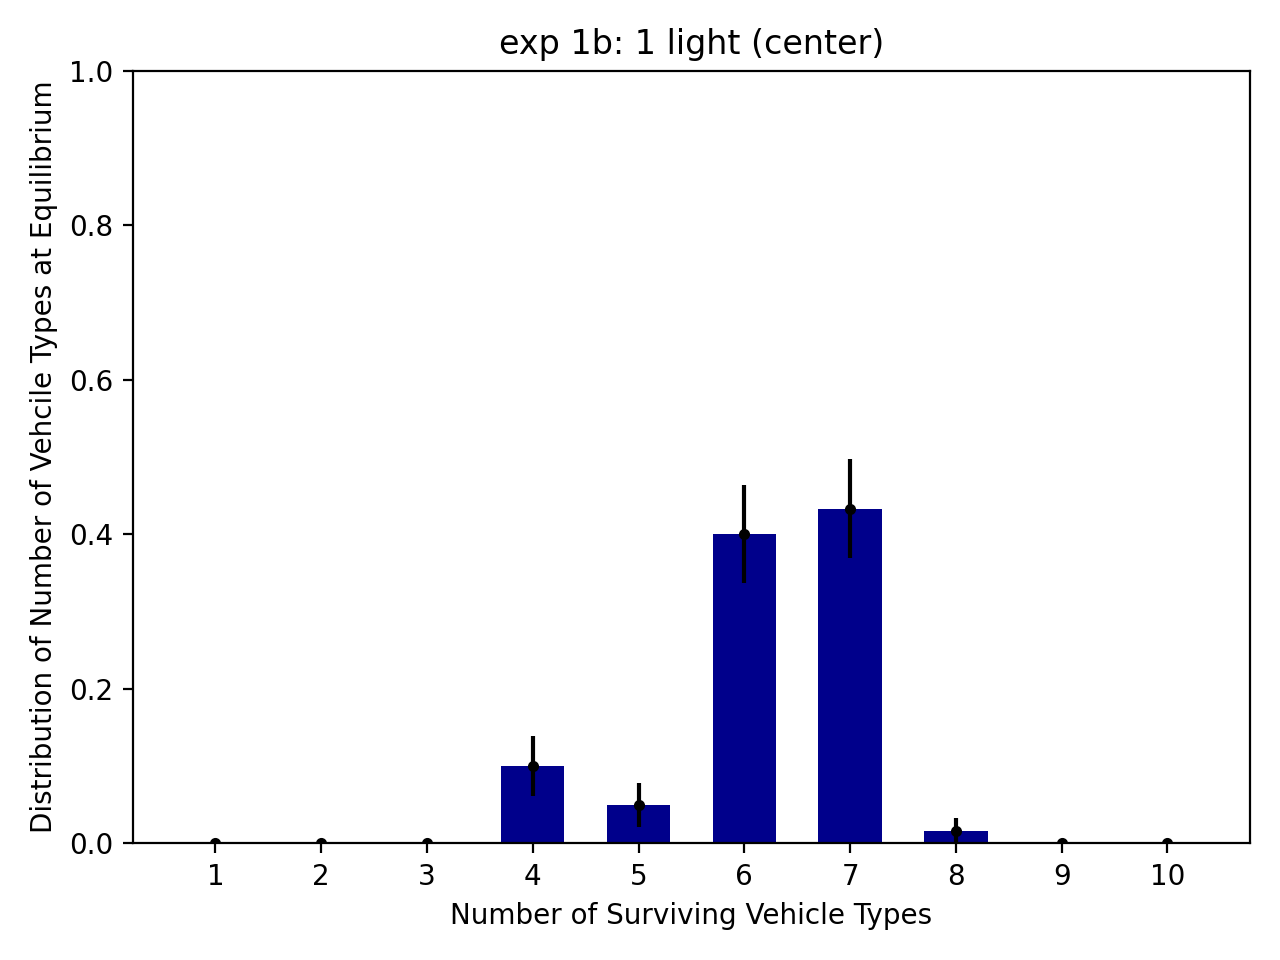 exp 1b: 1 light (center)
Distribution of Number of Vehcile Types at Equilibrium
1.0
0.8
0.6
0.4
0.2
0.0
1 2 3 4 5 6 7 8 9 10
Number of Surviving Vehicle Types